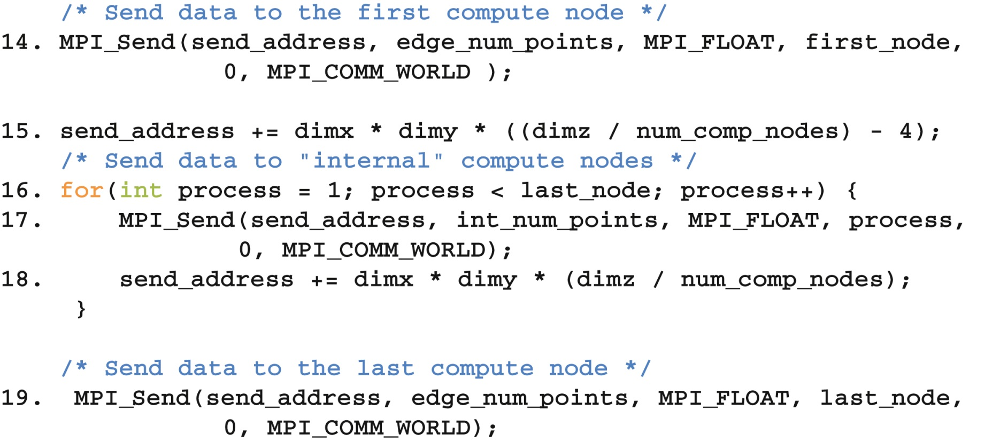 /* Send data to the first compute node */
14. MPI_Send(send_address, edge_num_points, MPI_FLOAT, first_node,
0, MPI_COMM_WORLD );
15. send_address += dimx * dimy * ((dimz / num_comp_nodes) - 4);
/* Send data to "internal" compute nodes */
16. for(int process = 1; process < last_node; process++) {
17. MPI_Send(send_address, int_num_points, MPI_FLOAT, process,
0, MPI_COMM_WORLD);
18. send_address += dimx * dimy * (dimz / num_comp_nodes);
}
/* Send data to the last compute node */
19. MPI_Send(send_address, edge_num_points, MPI_FLOAT, last_node,
0, MPI_COMM_WORLD);